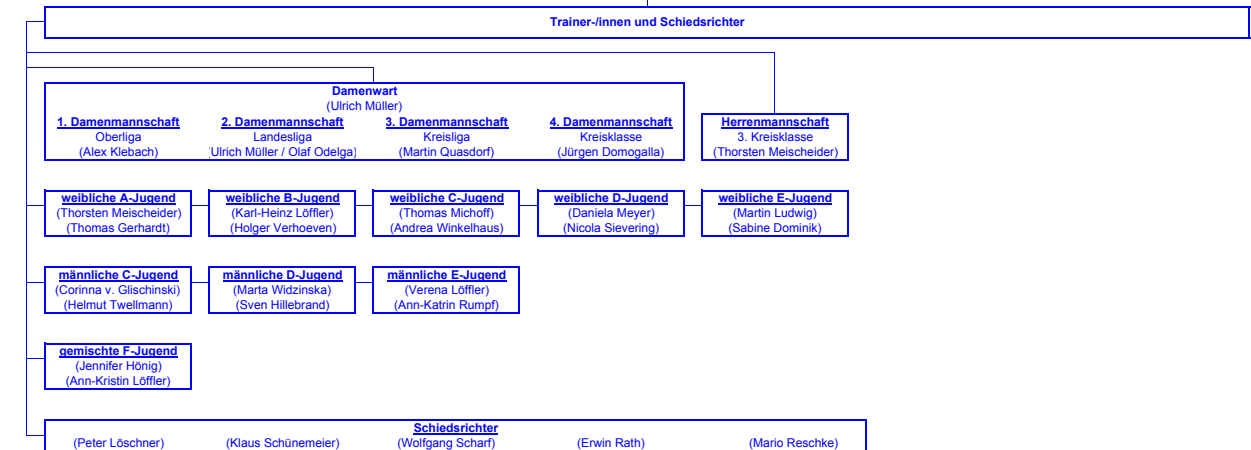 Trainer-/innen und Schiedsrichter
Damenwart
(Ulrich Müller)
1. Damenmannschaft
Oberliga
(Alex Klebach)
2. Damenmannschaft
Landesliga
(Ulrich Müller / Olaf Odelga)
3. Damenmannschaft
Kreisliga
(Martin Quasdorf)
4. Damenmannschaft
Kreisklasse
(Jürgen Domogalla)
Herrenmannschaft
3. Kreisklasse
(Thorsten Meischeider)
weibliche A-Jugend
(Thorsten Meischeider)
(Thomas Gerhardt)
weibliche B-Jugend
(Karl-Heinz Löffler)
(Holger Verhoeven)
weibliche C-Jugend
(Thomas Michoff)
(Andrea Winkelhaus)
weibliche D-Jugend
(Daniela Meyer)
(Nicola Sievering)
weibliche E-Jugend
(Martin Ludwig)
(Sabine Dominik)
männliche C-Jugend
(Corinna v. Glischinski)
(Helmut Twellmann)
männliche D-Jugend
(Marta Widzinska)
(Sven Hillebrand)
männliche E-Jugend
(Verena Löffler)
(Ann-Katrin Rumpf)
gemischte F-Jugend
(Jennifer Hönig)
(Ann-Kristin Löffler)
Schiedsrichter
(Peter Löschner) (Klaus Schünemeier) (Wolfgang Scharf) (Erwin Rath) (Mario Reschke)